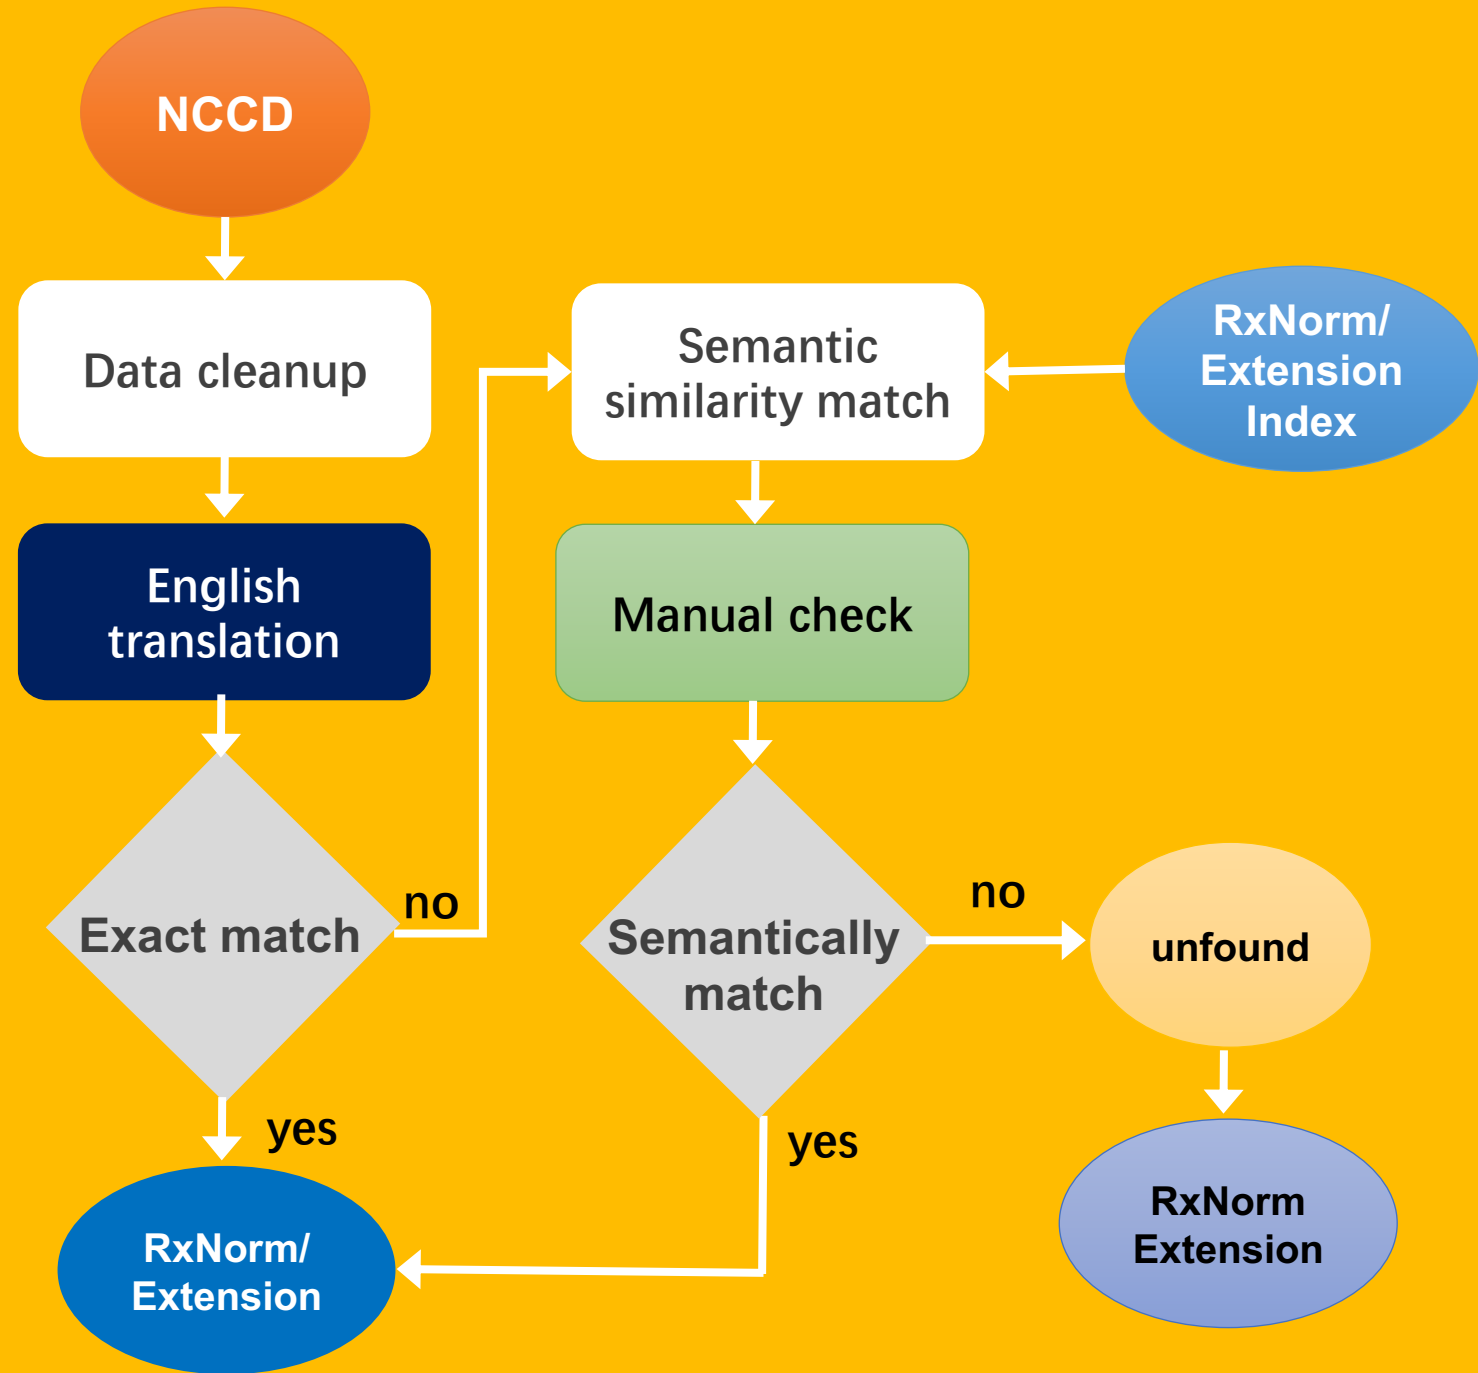 NCCD
Data cleanup
Semantic
similarity match
RxNorm/
Extension
Index
English
translation
Manual check
Exact match
no
Semantically
match
no
unfound
yes
yes
RxNorm/
Extension
RxNorm
Extension